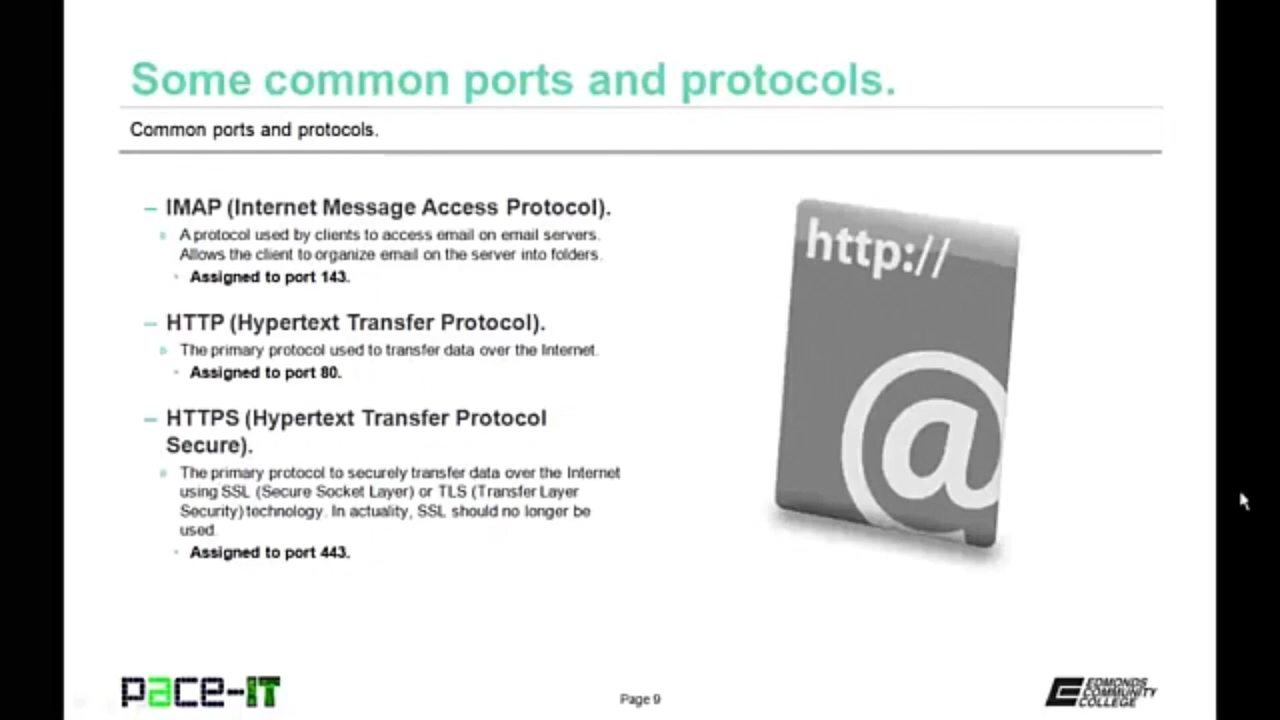 Some common ports and protocols.
Common ports and protocols.
– IMAP (Internet Message Access Protocol).
» A protocol used by clients to access email on email servers.
Allows the client to organize email on the server into folders.
• Assigned to port 143.
– HTTP (Hypertext Transfer Protocol).
» The primary protocol used to transfer data over the Internet.
• Assigned to port 80.
– HTTPS (Hypertext Transfer Protocol
Secure).
» The primary protocol to securely transfer data over the Internet
using SSL (Secure Socket Layer) or TLS (Transfer Layer
Security) technology. In actuality, SSL should no longer be
used.
• Assigned to port 443.
http://
@
pace-IT
Page 9
EDMONDS
COMMUNITY
COLLEGE